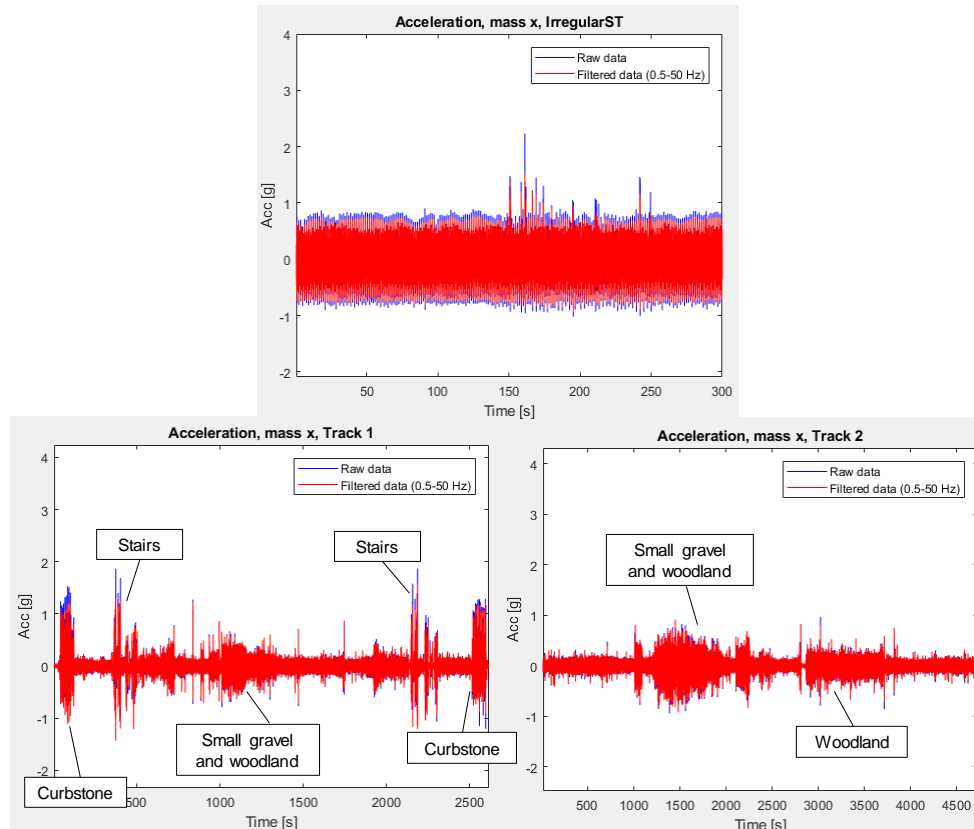 Acceleration, mass x, IrregularST
4
3
2
1
0
-1
-2
Acc [g]
Raw data
Filtered data (0.5-50 Hz)
50
100
150
200
250
300
Time [s]
Acceleration, mass x, Track 1
4
3
2
1
0
-1
-2
Acc [g]
Raw data
Filtered data (0.5-50 Hz)
Stairs
Stairs
Small gravel
and woodland
Curbstone
Curbstone
500
1000
1500
2000
2500
Time [s]
Acceleration, mass x, Track 2
4
3
2
1
0
-1
-2
Acc [g]
Raw data
Filtered data (0.5-50 Hz)
Small gravel
and woodland
Woodland
500
1000
1500
2000
2500
3000
3500
4000
4500
Time [s]